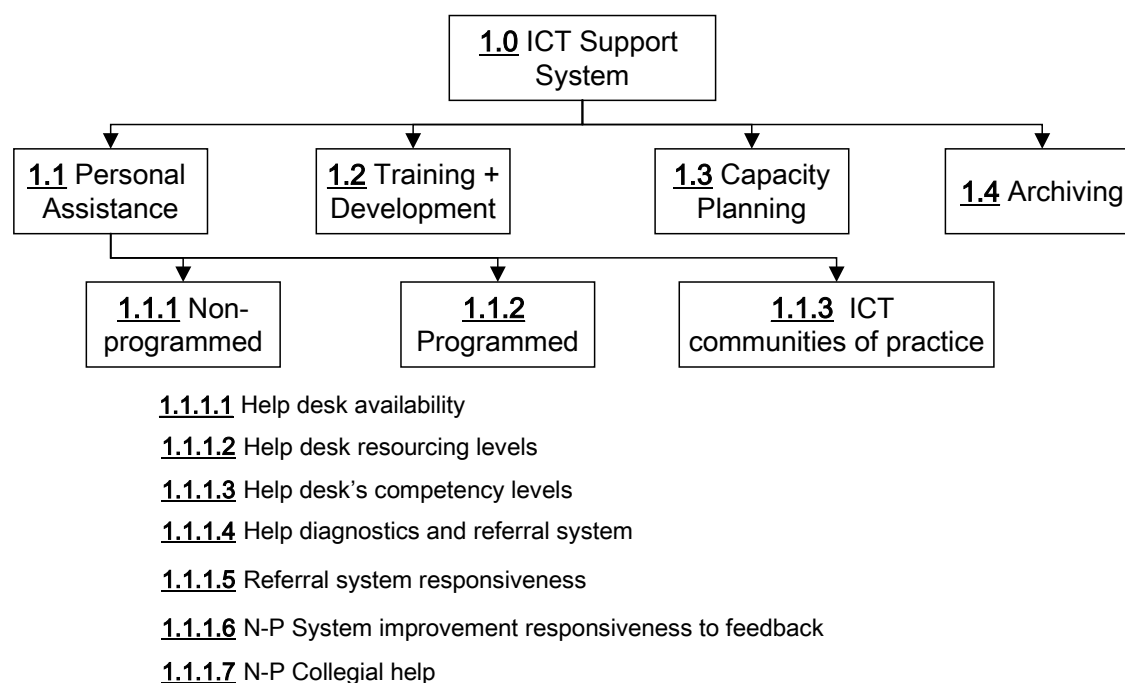 1.0 ICT Support
System
1.1 Personal
Assistance
1.2 Training +
Development
1.3 Capacity
Planning
1.4 Archiving
1.1.1 Non-
programmed
1.1.2
Programmed
1.1.3 ICT
communities of practice
1.1.1.1 Help desk availability
1.1.1.2 Help desk resourcing levels
1.1.1.3 Help desk’s competency levels
1.1.1.4 Help diagnostics and referral system
1.1.1.5 Referral system responsiveness
1.1.1.6 N-P System improvement responsiveness to feedback
1.1.1.7 N-P Collegial help